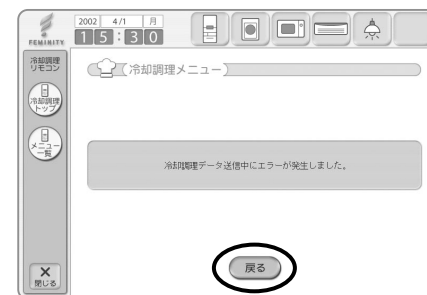 FEMINITY
2002 4/1 月
15:30
冷却調理
リモコン
冷却調理
トップ
メニュー
一覧
閉じる
冷却調理メニュー
冷却調理データ送信中にエラーが発生しました。
戻る